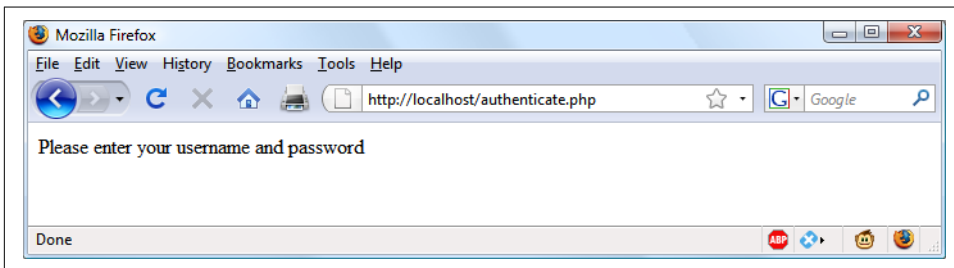 Mozilla Firefox
File Edit View History Bookmarks Tools Help
http://localhost/authenticate.php G Google
Please enter your username and password
Done ABP